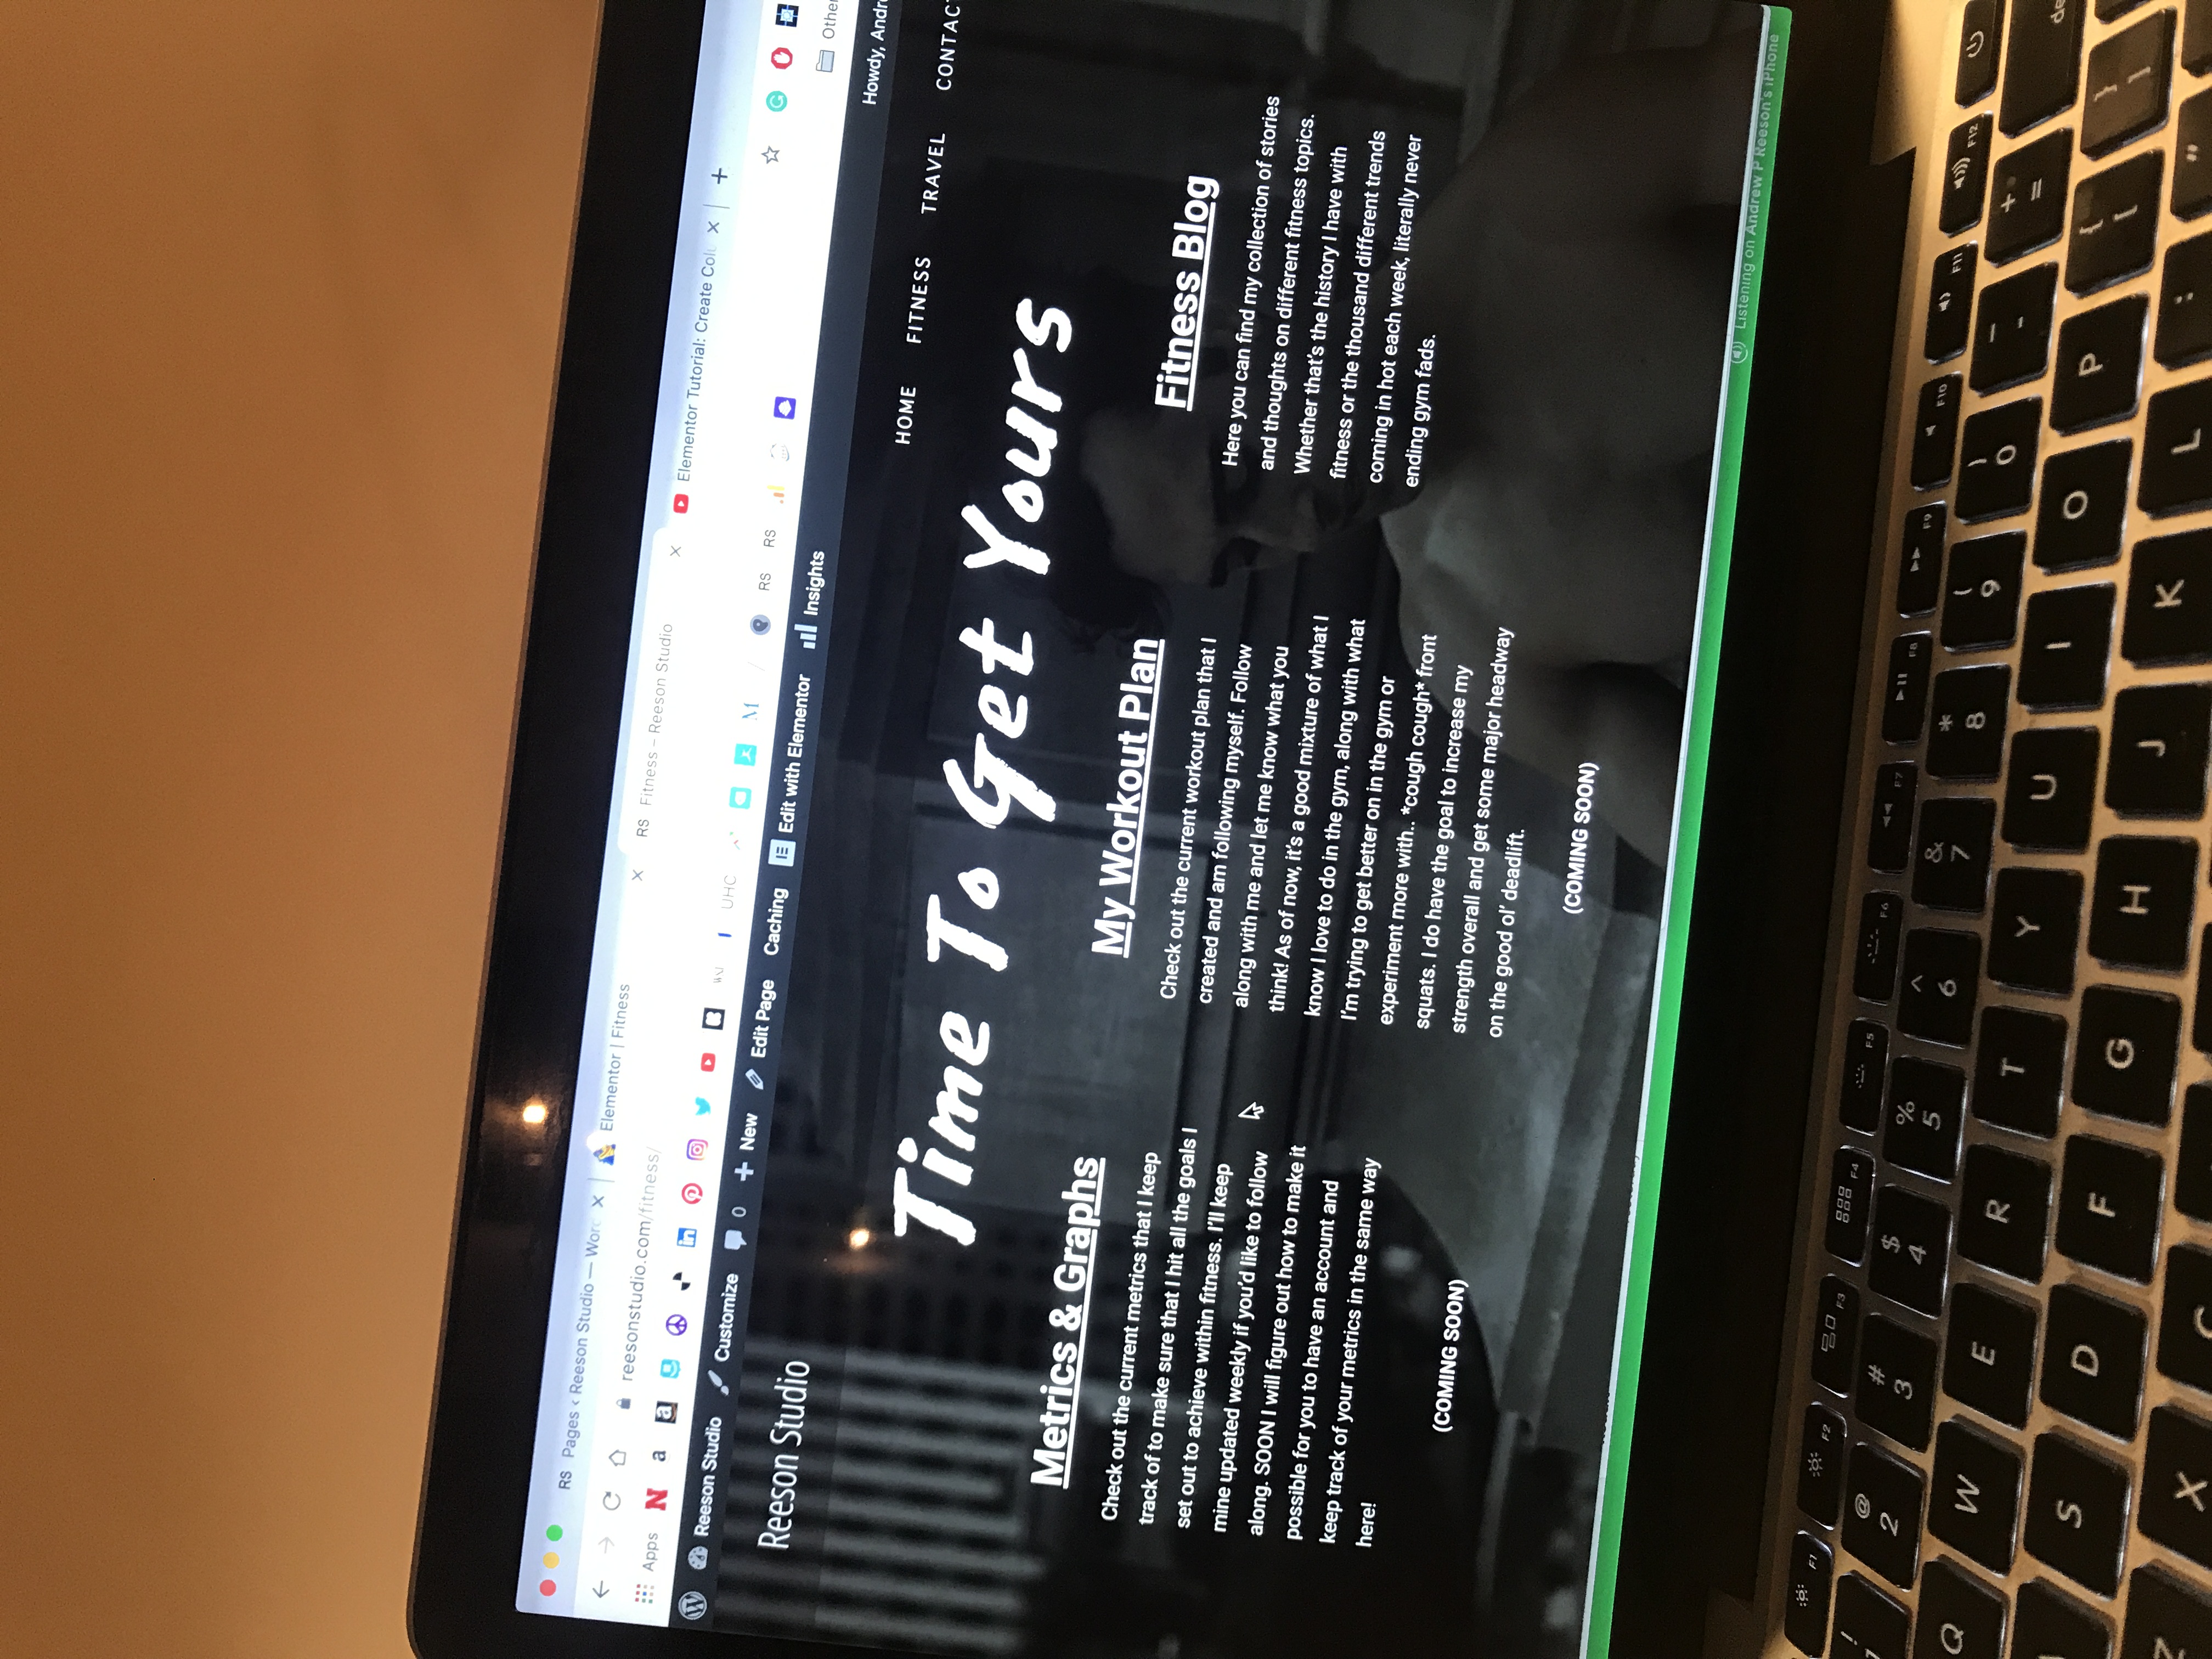 RS Pages ‹ Reeson Studio — Wor
Elementor | Fitness
RS Fitness – Reeson Studio
Elementor Tutorial: Create Col
reesonstudio.com/fitness/
Apps
N a a
UHC
M
RS RS
Other
Reeson Studio Customize 0 New Edit Page Caching Edit with Elementor Insights
Howdy, Andr
Reeson Studio
HOME FITNESS TRAVEL CONTACT
Time To Get Yours
Metrics & Graphs
Check out the current metrics that I keep
track of to make sure that I hit all the goals I
set out to achieve within fitness. I'll keep
mine updated weekly if you'd like to follow
along. SOON I will figure out how to make it
possible for you to have an account and
keep track of your metrics in the same way
here!
(COMING SOON)
My Workout Plan
Check out the current workout plan that I
created and am following myself. Follow
along with me and let me know what you
think! As of now, it's a good mixture of what I
know I love to do in the gym, along with what
I'm trying to get better on in the gym or
experiment more with.. *cough cough* front
squats. I do have the goal to increase my
strength overall and get some major headway
on the good ol' deadlift.
(COMING SOON)
Fitness Blog
Here you can find my collection of stories
and thoughts on different fitness topics.
Whether that's the history I have with
fitness or the thousand different trends
coming in hot each week, literally never
ending gym fads.
Listening on Andrew P Reeson's iPhone
F1 F2 F3 F4 F5 F6 F7 F8 F9 F10 F11 F12
! @ # $ % ^ & * ( ) – +
1 2 3 4 5 6 7 8 9 0 - =
Q W E R T Y U I O P { }
[ ]
S D F G H J K L : "
Z X C